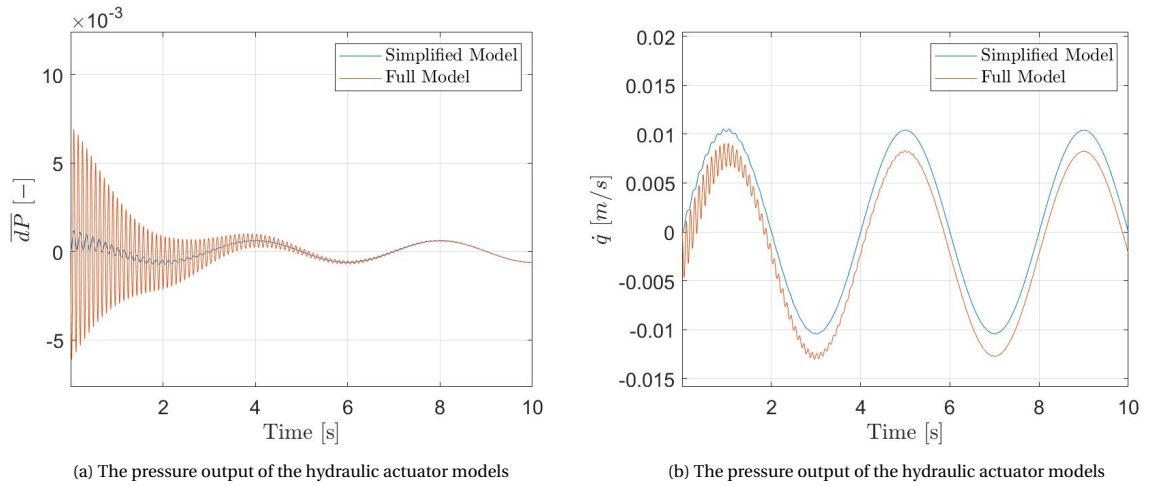 ×10⁻³
10
5
0
-5
2
4
6
8
10
Time [s]
d̅P̅ [−]
Simplified Model
Full Model
(a) The pressure output of the hydraulic actuator models
0.02
0.015
0.01
0.005
0
-0.005
-0.01
-0.015
2
4
6
8
10
Time [s]
q̇ [m/s]
Simplified Model
Full Model
(b) The pressure output of the hydraulic actuator models